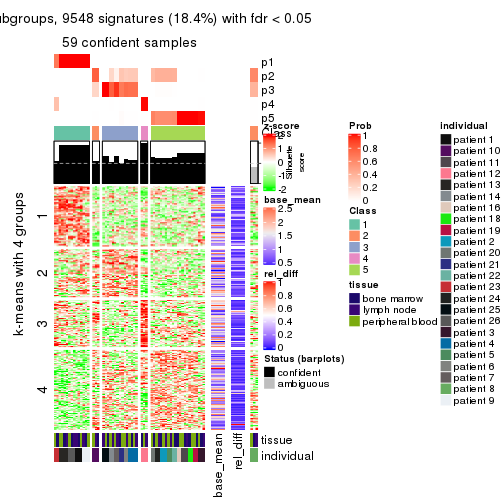 ubgroups, 9548 signatures (18.4%) with fdr < 0.05
59 confident samples
p1
p2
p3
p4
p5
Class
Silhouette score
k-means with 4 groups
1
2
3
4
base_mean
rel_diff
tissue
individual
z-score
2
1
0
-2
base_mean
2.5
2
1.5
1
0.5
rel_diff
1
0.8
0.6
0.4
0.2
0
Status (barplots)
confident
ambiguous
Prob
1
0.8
0.6
0.4
0.2
0
Class
1
2
3
4
5
tissue
bone marrow
lymph node
peripheral blood
individual
patient 1
patient 10
patient 11
patient 12
patient 13
patient 14
patient 16
patient 18
patient 19
patient 2
patient 20
patient 21
patient 22
patient 23
patient 24
patient 25
patient 26
patient 3
patient 4
patient 5
patient 6
patient 7
patient 8
patient 9